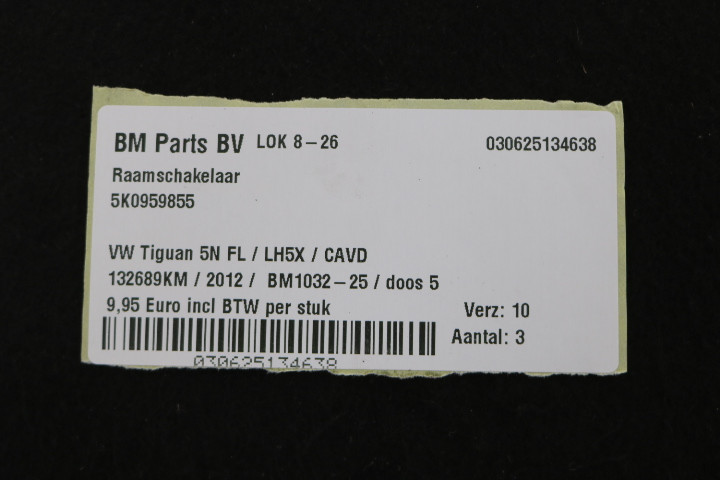 BM Parts BV LOK 8-26 030625134638
Raamschakelaar
5K0959855
VW Tiguan 5N FL / LH5X / CAVD
132689KM / 2012 / BM1032-25 / doos 5
9,95 Euro incl BTW per stuk Verz: 10
Aantal: 3
030625134638